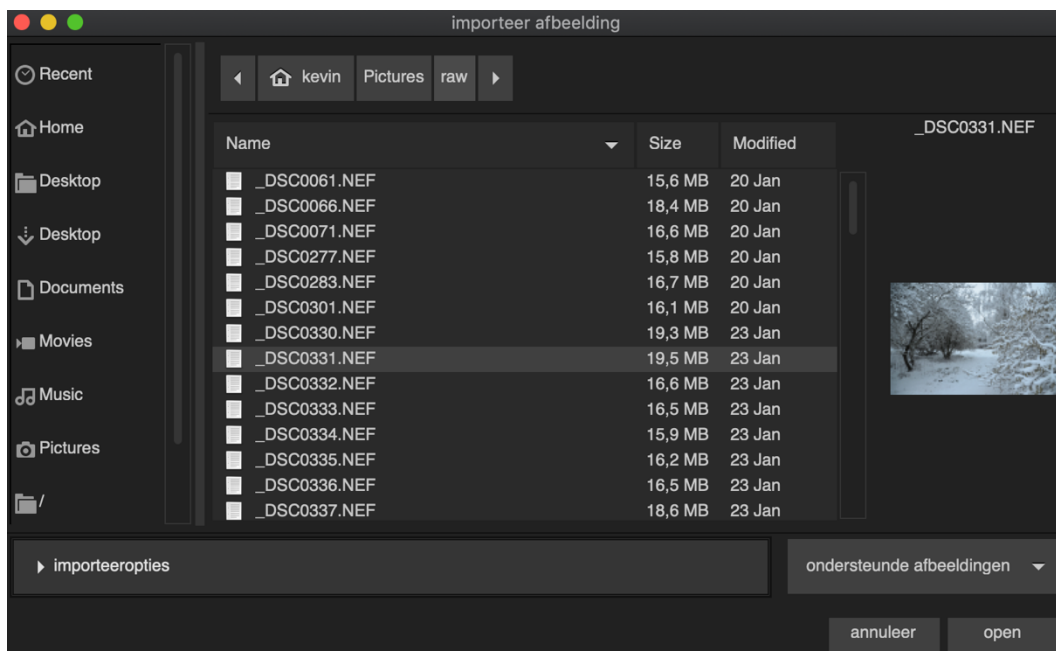 importeer afbeelding
Recent
Home
Desktop
Desktop
Documents
Movies
Music
Pictures
/
kevin Pictures raw
Name Size Modified
_DSC0061.NEF 15,6 MB 20 Jan
_DSC0066.NEF 18,4 MB 20 Jan
_DSC0071.NEF 16,6 MB 20 Jan
_DSC0277.NEF 15,8 MB 20 Jan
_DSC0283.NEF 16,7 MB 20 Jan
_DSC0301.NEF 16,1 MB 20 Jan
_DSC0330.NEF 19,3 MB 23 Jan
_DSC0331.NEF 19,5 MB 23 Jan
_DSC0332.NEF 16,6 MB 23 Jan
_DSC0333.NEF 16,5 MB 23 Jan
_DSC0334.NEF 15,9 MB 23 Jan
_DSC0335.NEF 16,2 MB 23 Jan
_DSC0336.NEF 16,5 MB 23 Jan
_DSC0337.NEF 18,6 MB 23 Jan
_DSC0331.NEF
importeeropties
ondersteunde afbeeldingen
annuleer open